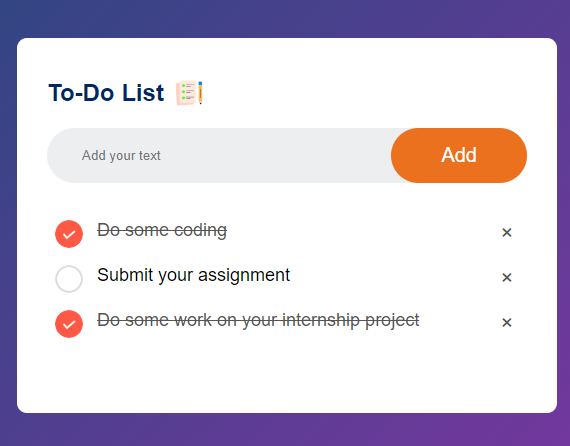 To-Do List
Add your text
Add
Do some coding
Submit your assignment
Do some work on your internship project